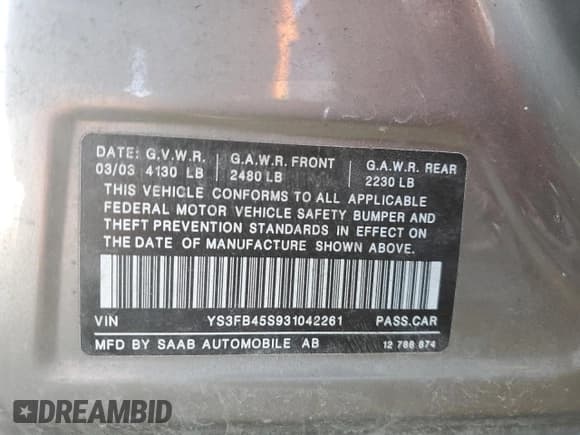 DATE: G.V.W.R. G.A.W.R. FRONT G.A.W.R. REAR
03/03 4130 LB 2480 LB 2230 LB
THIS VEHICLE CONFORMS TO ALL APPLICABLE
FEDERAL MOTOR VEHICLE SAFETY BUMPER AND
THEFT PREVENTION STANDARDS IN EFFECT ON
THE DATE OF MANUFACTURE SHOWN ABOVE.
VIN YS3FB45S931042261 PASS.CAR
MFD BY SAAB AUTOMOBILE AB 12 788 874
DREAMBID